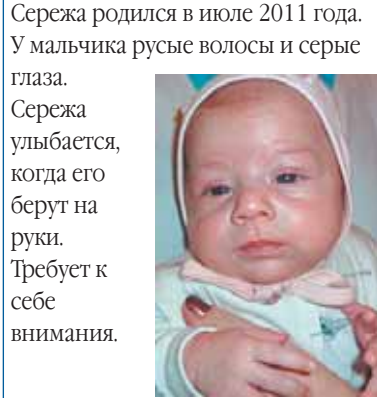 Сережа родился в июле 2011 года.
У мальчика русые волосы и серые
глаза.
Сережа
улыбается,
когда его
берут на
руки.
Требует к
себе
внимания.